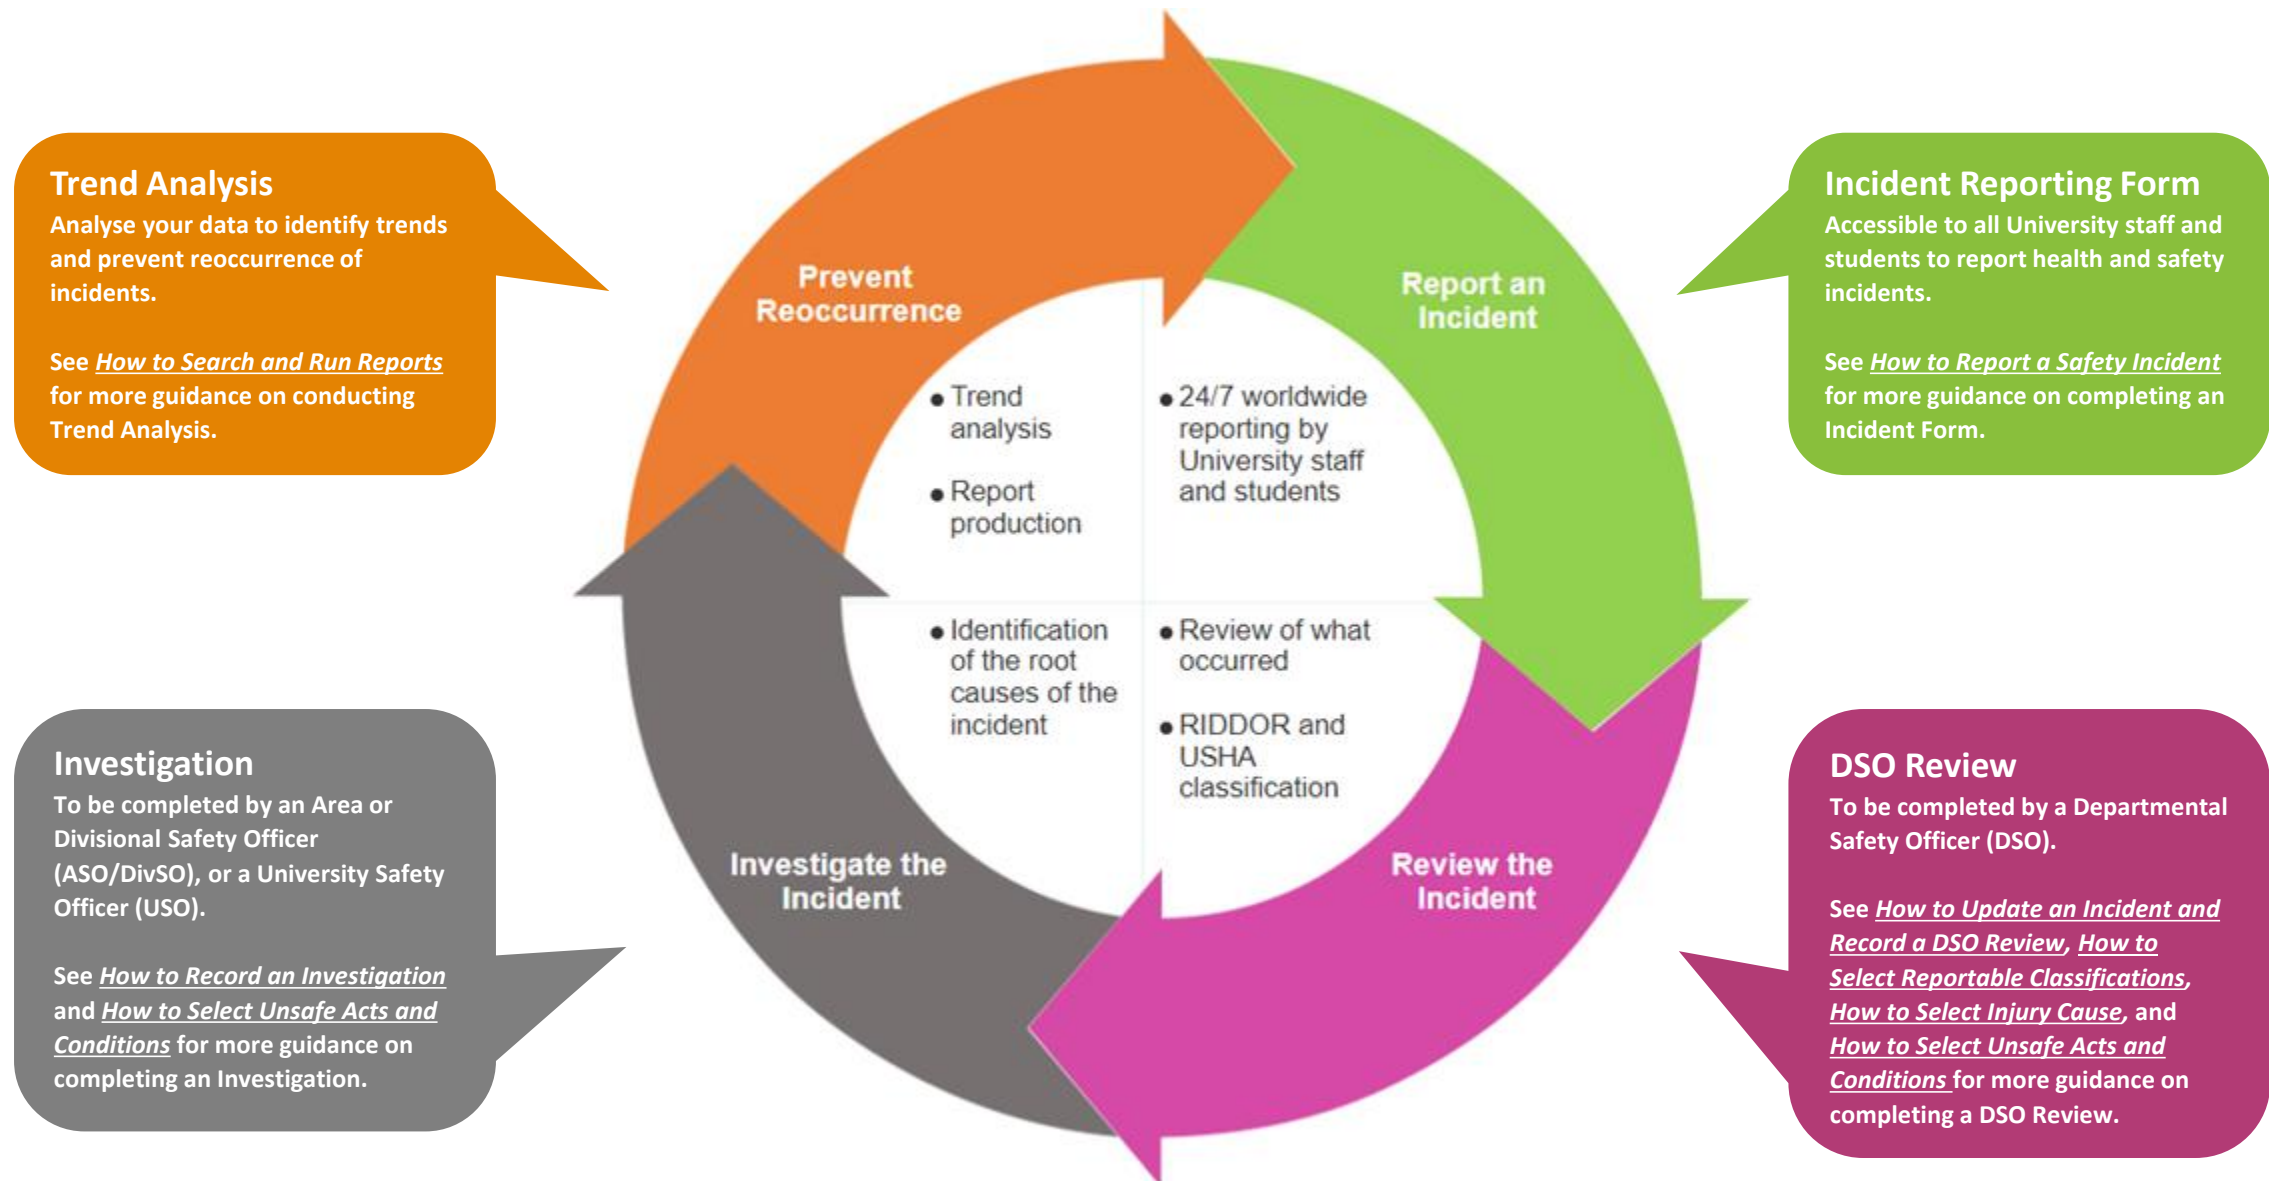 Trend Analysis
Analyse your data to identify trends
and prevent reoccurrence of
incidents.
See How to Search and Run Reports
for more guidance on conducting
Trend Analysis.
Prevent
Reoccurrence
Report an
Incident
Incident Reporting Form
Accessible to all University staff and
students to report health and safety
incidents.
See How to Report a Safety Incident
for more guidance on completing an
Incident Form.
● Trend
analysis
● Report
production
● 24/7 worldwide
reporting by
University staff
and students
● Identification
of the root
causes of the
incident
● Review of what
occurred
● RIDDOR and
USHA
classification
Investigation
To be completed by an Area or
Divisional Safety Officer
(ASO/DivSO), or a University Safety
Officer (USO).
See How to Record an Investigation
and How to Select Unsafe Acts and
Conditions for more guidance on
completing an Investigation.
Investigate the
Incident
Review the
Incident
DSO Review
To be completed by a Departmental
Safety Officer (DSO).
See How to Update an Incident and
Record a DSO Review, How to
Select Reportable Classifications,
How to Select Injury Cause, and
How to Select Unsafe Acts and
Conditions for more guidance on
completing a DSO Review.